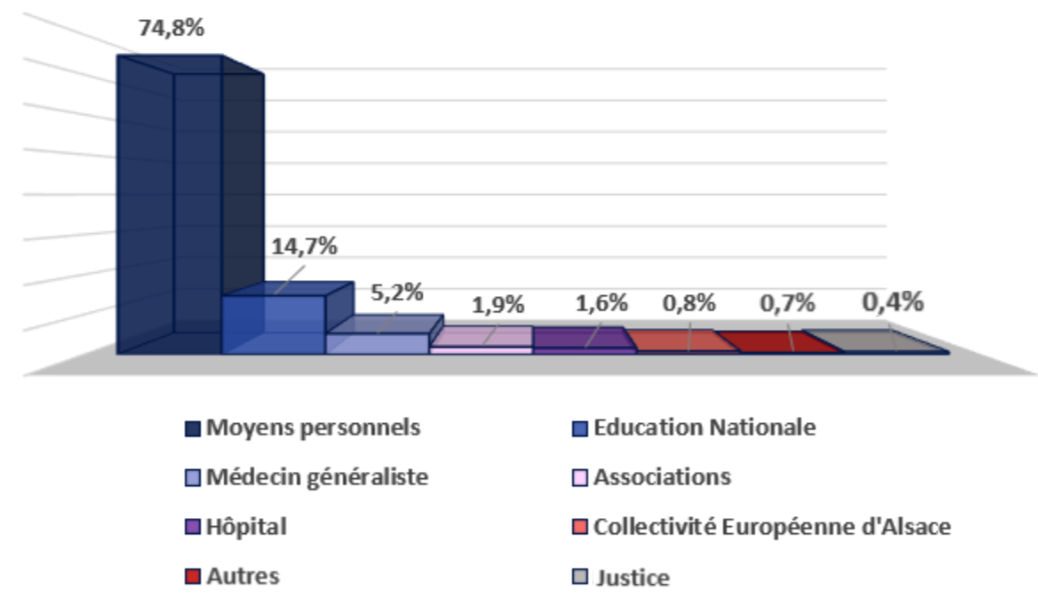 74,8%
14,7%
5,2%
1,9%
1,6%
0,8%
0,7%
0,4%
Moyens personnels
Education Nationale
Médecin généraliste
Associations
Hôpital
Collectivité Européenne d'Alsace
Autres
Justice